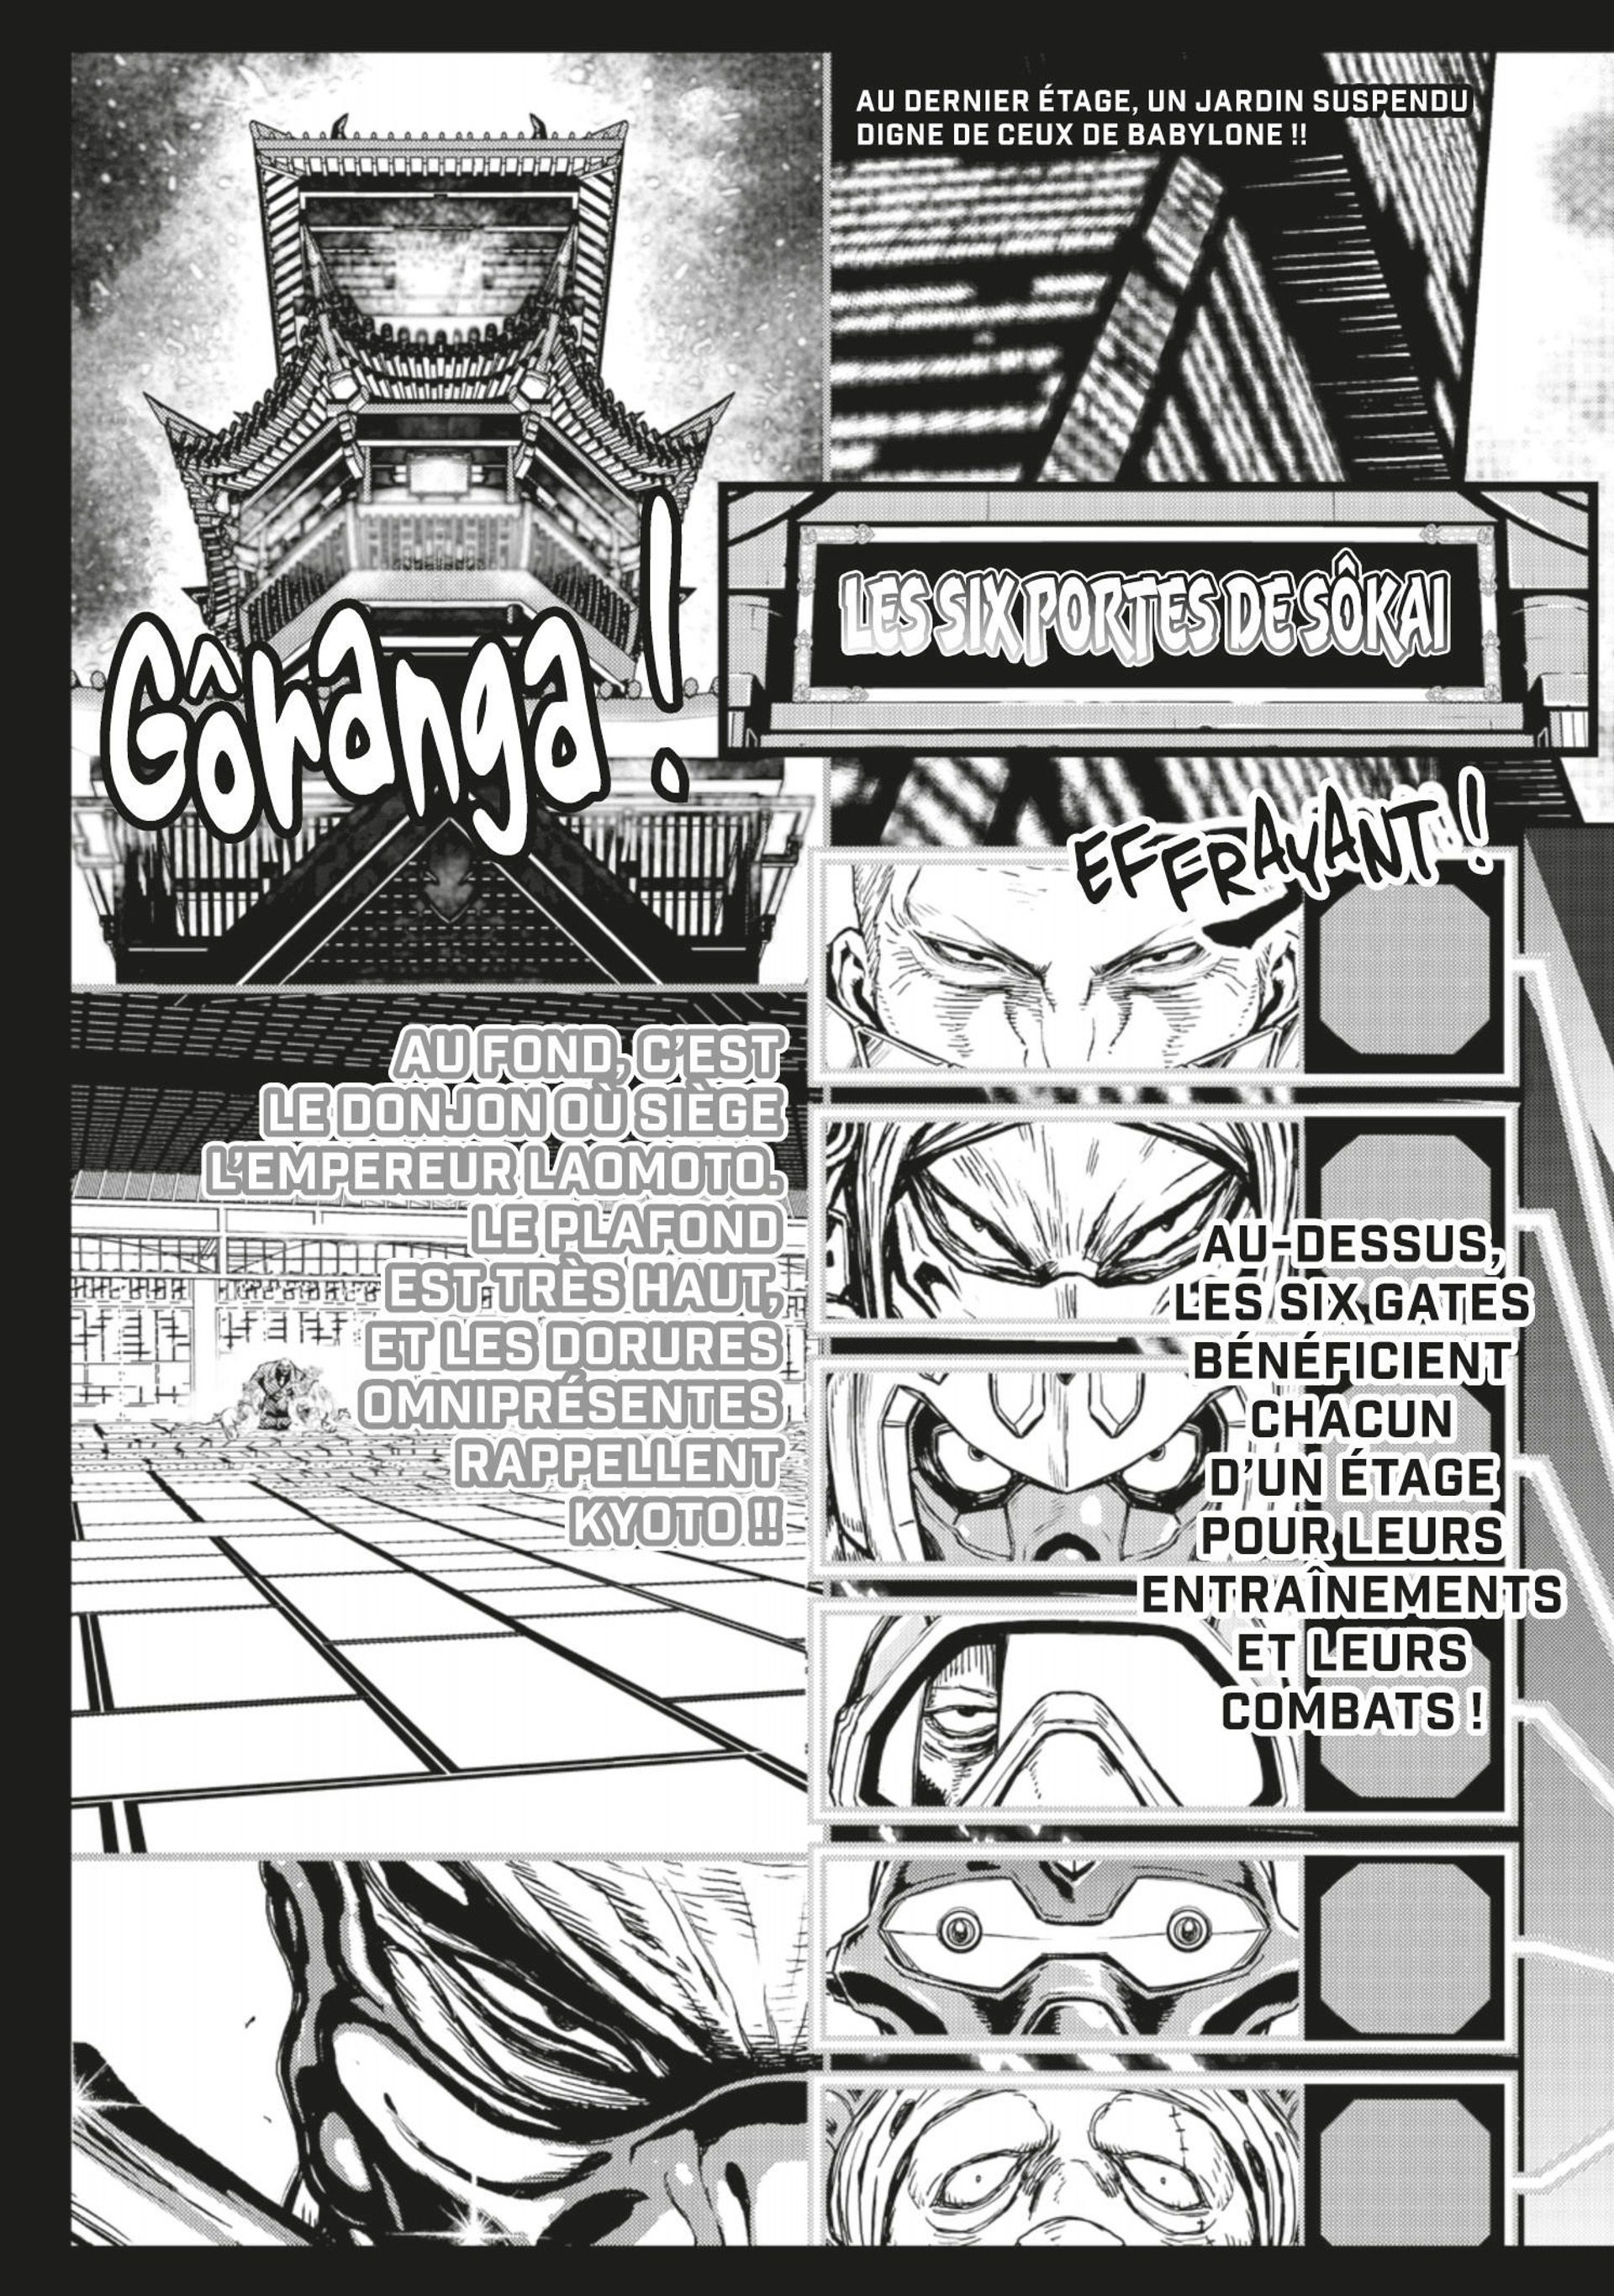 AU DERNIER ÉTAGE, UN JARDIN SUSPENDU
DIGNE DE CEUX DE BABYLONE !!
LES SIX PORTES DE SÔKAI
Gôranga !
EFFRAYANT !
AU-DESSUS,
LES SIX GATES
BÉNÉFICIENT
CHACUN
D'UN ÉTAGE
POUR LEURS
ENTRAÎNEMENTS
ET LEURS
COMBATS !
AU FOND, C'EST
LE DONJON OÙ SIÈGE
L'EMPEREUR LAOMOTO.
LE PLAFOND
EST TRÈS HAUT,
ET LES DORURES
OMNIPRÉSENTES
RAPPELLENT
KYOTO !!